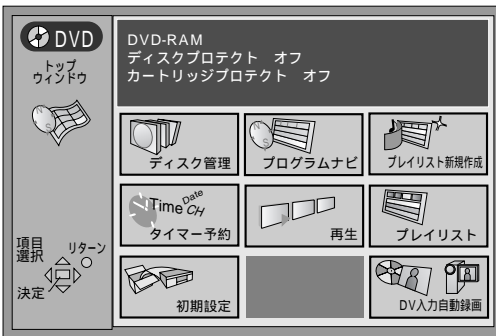 DVD
トップ
ウィンドウ
DVD-RAM
ディスクプロテクト オフ
カートリッジプロテクト オフ
ディスク管理
プログラムナビ
プレイリスト新規作成
Time
Date
CH
タイマー予約
再生
プレイリスト
初期設定
DV入力自動録画
項目
選択
リターン
決定